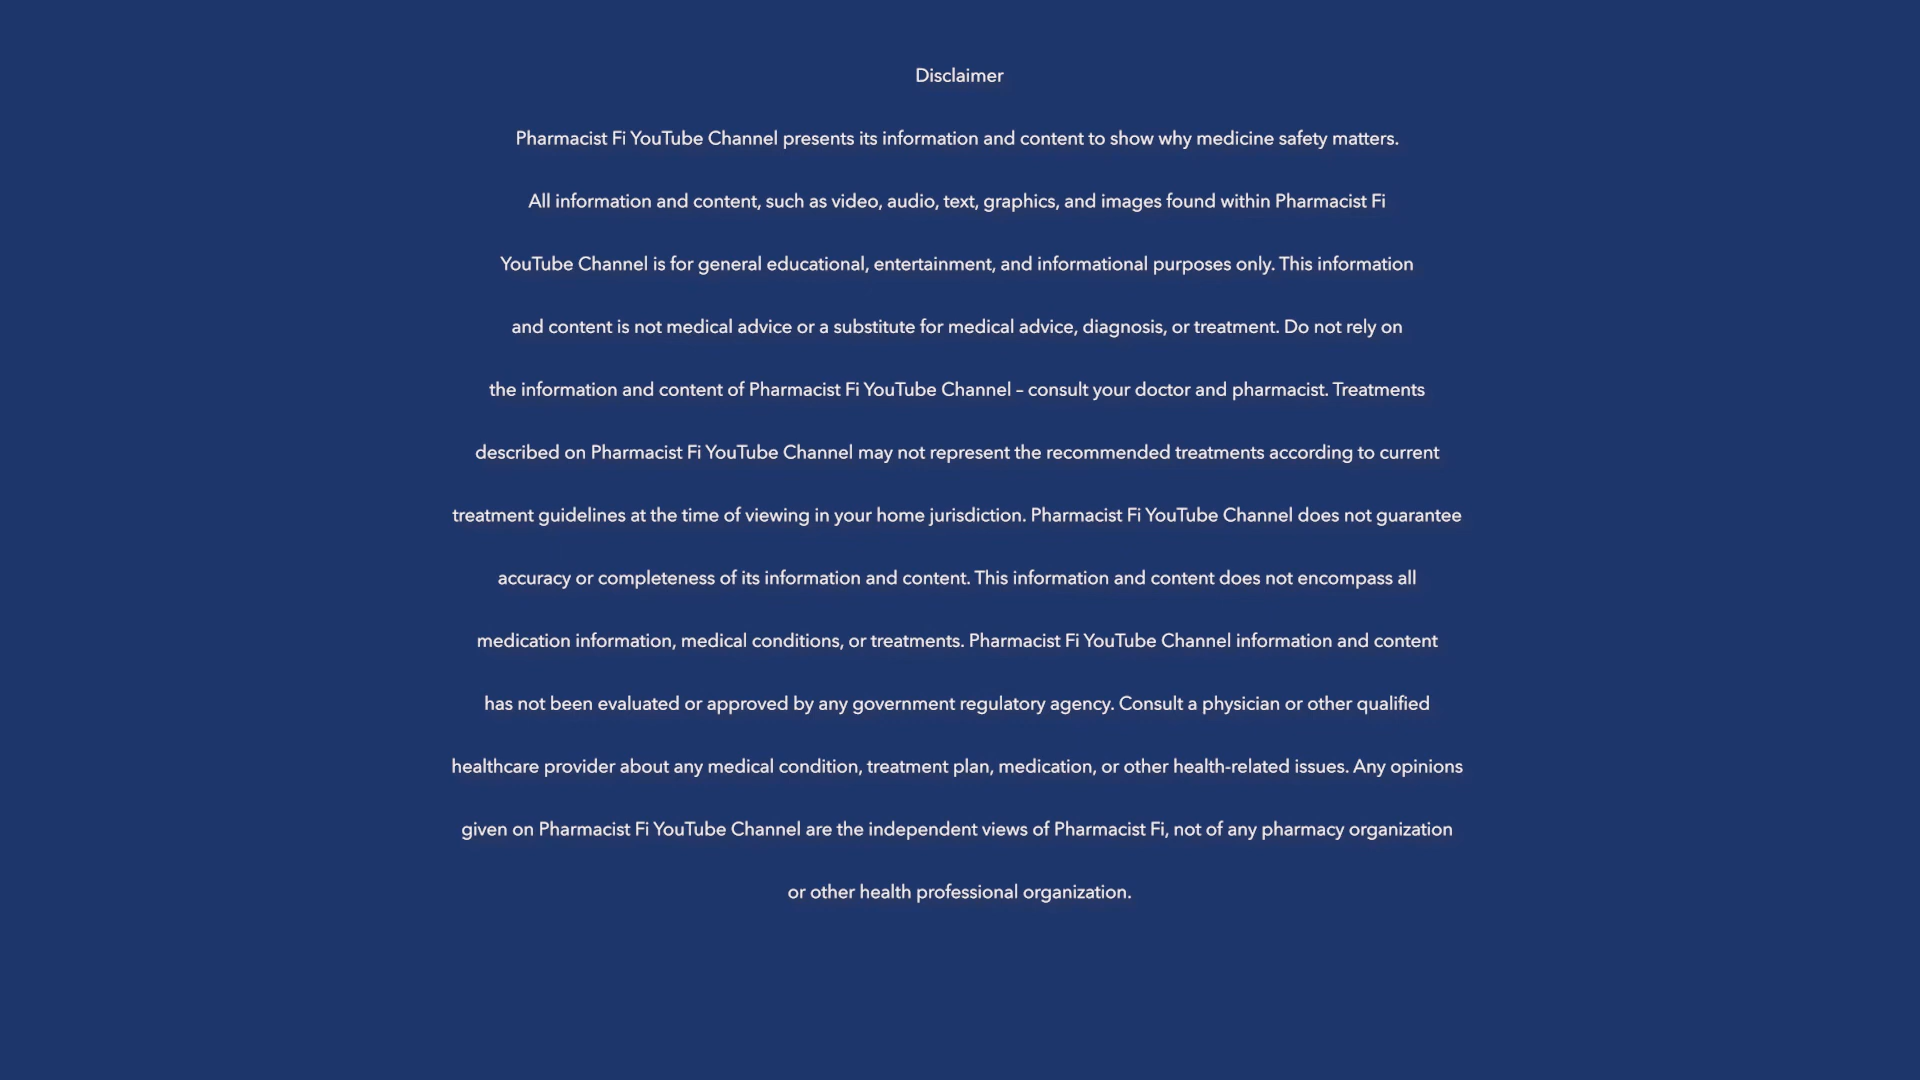 Disclaimer
Pharmacist Fi YouTube Channel presents its information and content to show why medicine safety matters.
All information and content, such as video, audio, text, graphics, and images found within Pharmacist Fi
YouTube Channel is for general educational, entertainment, and informational purposes only. This information
and content is not medical advice or a substitute for medical advice, diagnosis, or treatment. Do not rely on
the information and content of Pharmacist Fi YouTube Channel – consult your doctor and pharmacist. Treatments
described on Pharmacist Fi YouTube Channel may not represent the recommended treatments according to current
treatment guidelines at the time of viewing in your home jurisdiction. Pharmacist Fi YouTube Channel does not guarantee
accuracy or completeness of its information and content. This information and content does not encompass all
medication information, medical conditions, or treatments. Pharmacist Fi YouTube Channel information and content
has not been evaluated or approved by any government regulatory agency. Consult a physician or other qualified
healthcare provider about any medical condition, treatment plan, medication, or other health-related issues. Any opinions
given on Pharmacist Fi YouTube Channel are the independent views of Pharmacist Fi, not of any pharmacy organization
or other health professional organization.